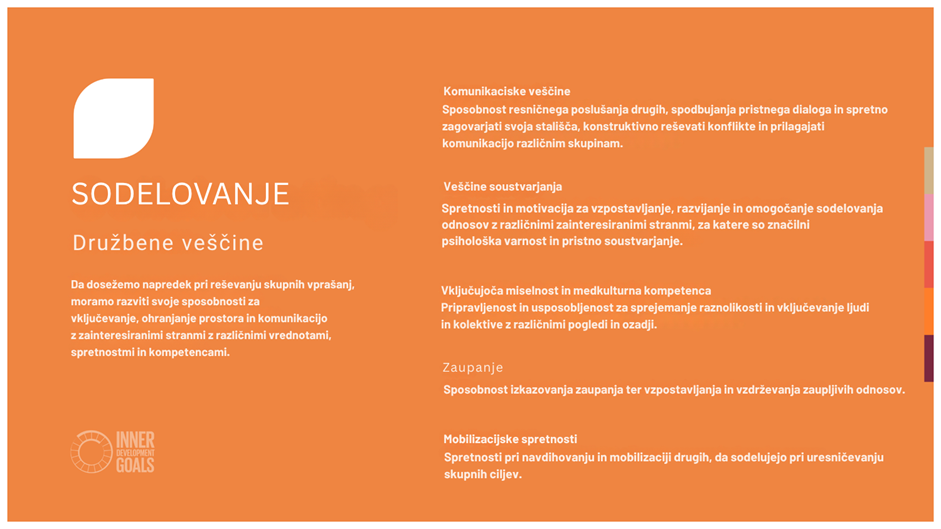 SODELOVANJE
Družbene veščine
Da dosežemo napredek pri reševanju skupnih vprašanj,
moramo razviti svoje sposobnosti za
vključevanje, ohranjanje prostora in komunikacijo
z zainteresiranimi stranmi z različnimi vrednotami,
spretnostmi in kompetencami.
INNER
DEVELOPMENT
GOALS
Komunikaciske veščine
Sposobnost resničnega poslušanja drugih, spodbujanja pristnega dialoga in spretno
zagovarjati svoja stališča, konstruktivno reševati konflikte in prilagajati
komunikacijo različnim skupinam.
Veščine soustvarjanja
Spretnosti in motivacija za vzpostavljanje, razvijanje in omogočanje sodelovanja
odnosov z različnimi zainteresiranimi stranmi, za katere so značilni
psihološka varnost in pristno soustvarjanje.
Vključujoča miselnost in medkulturna kompetenca
Pripravljenost in usposobljenost za sprejemanje raznolikosti in vključevanje ljudi
in kolektive z različnimi pogledi in ozadji.
Zaupanje
Sposobnost izkazovanja zaupanja ter vzpostavljanja in vzdrževanja zaupljivih odnosov.
Mobilizacijske spretnosti
Spretnosti pri navdihovanju in mobilizaciji drugih, da sodelujejo pri uresničevanju
skupnih ciljev.